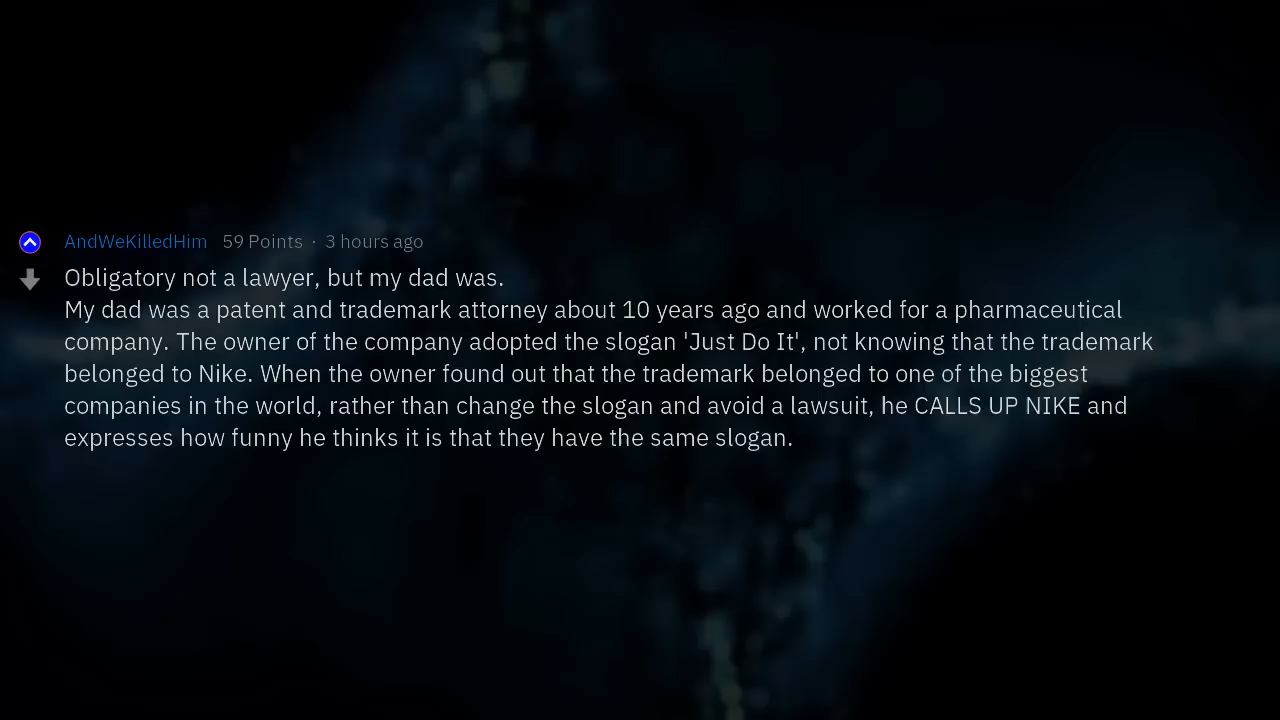 AndWeKilledHim 59 Points · 3 hours ago
Obligatory not a lawyer, but my dad was.
My dad was a patent and trademark attorney about 10 years ago and worked for a pharmaceutical
company. The owner of the company adopted the slogan 'Just Do It', not knowing that the trademark
belonged to Nike. When the owner found out that the trademark belonged to one of the biggest
companies in the world, rather than change the slogan and avoid a lawsuit, he CALLS UP NIKE and
expresses how funny he thinks it is that they have the same slogan.